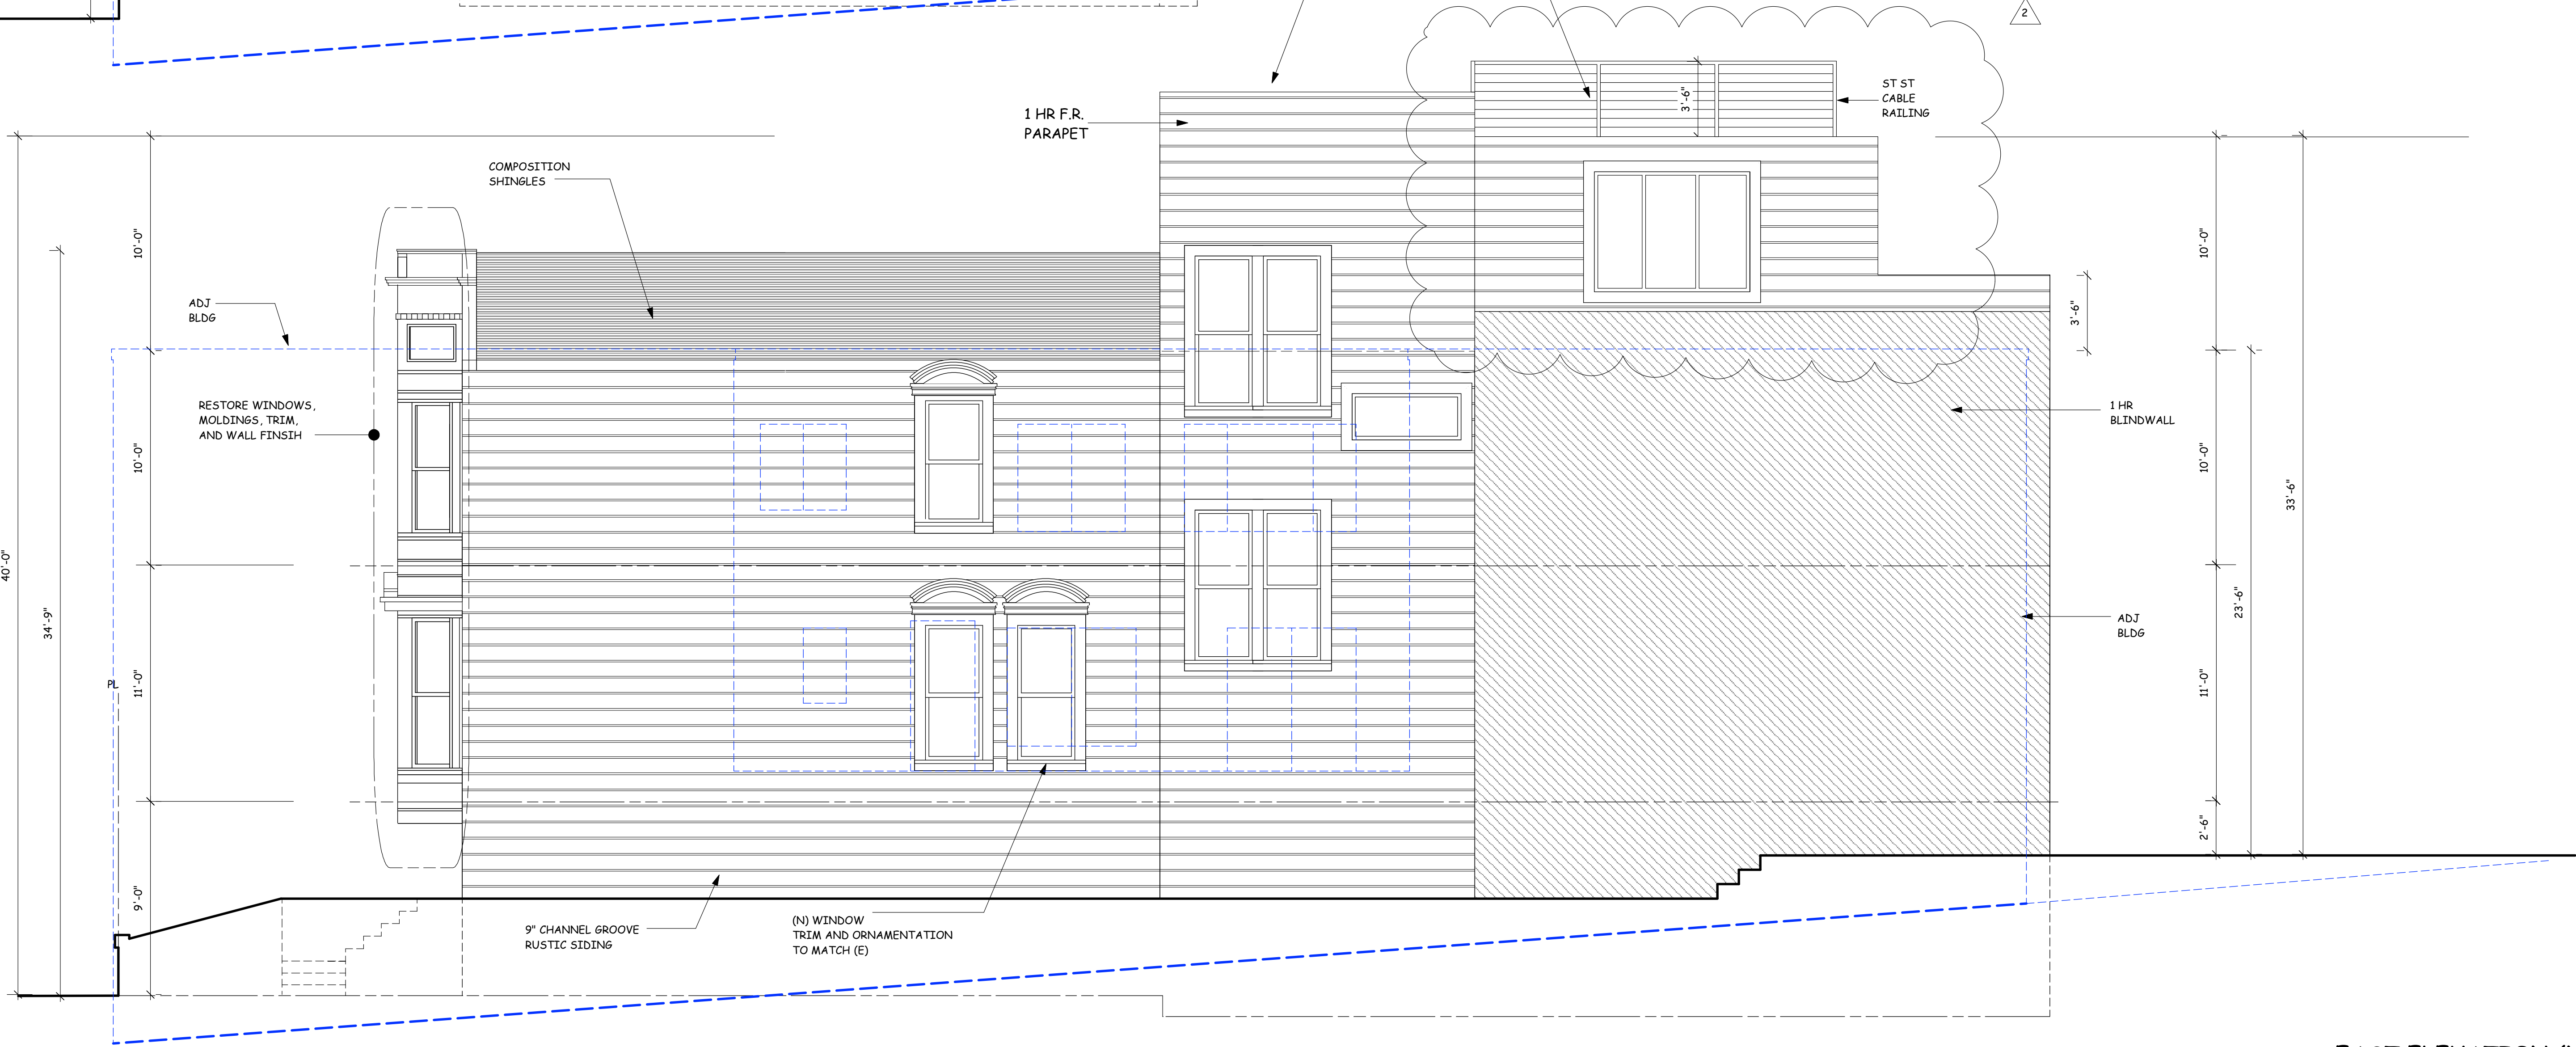 2
ST ST
CABLE
RAILING
3'-6"
1 HR F.R.
PARAPET
COMPOSITION
SHINGLES
10'-0"
10'-0"
ADJ
BLDG
3'-6"
RESTORE WINDOWS,
MOLDINGS, TRIM,
AND WALL FINSIH
1 HR
BLINDWALL
10'-0"
10'-0"
33'-6"
40'-0"
34'-9"
23'-6"
ADJ
BLDG
PL
11'-0"
11'-0"
2'-6"
9'-0"
9" CHANNEL GROOVE
RUSTIC SIDING
(N) WINDOW
TRIM AND ORNAMENTATION
TO MATCH (E)